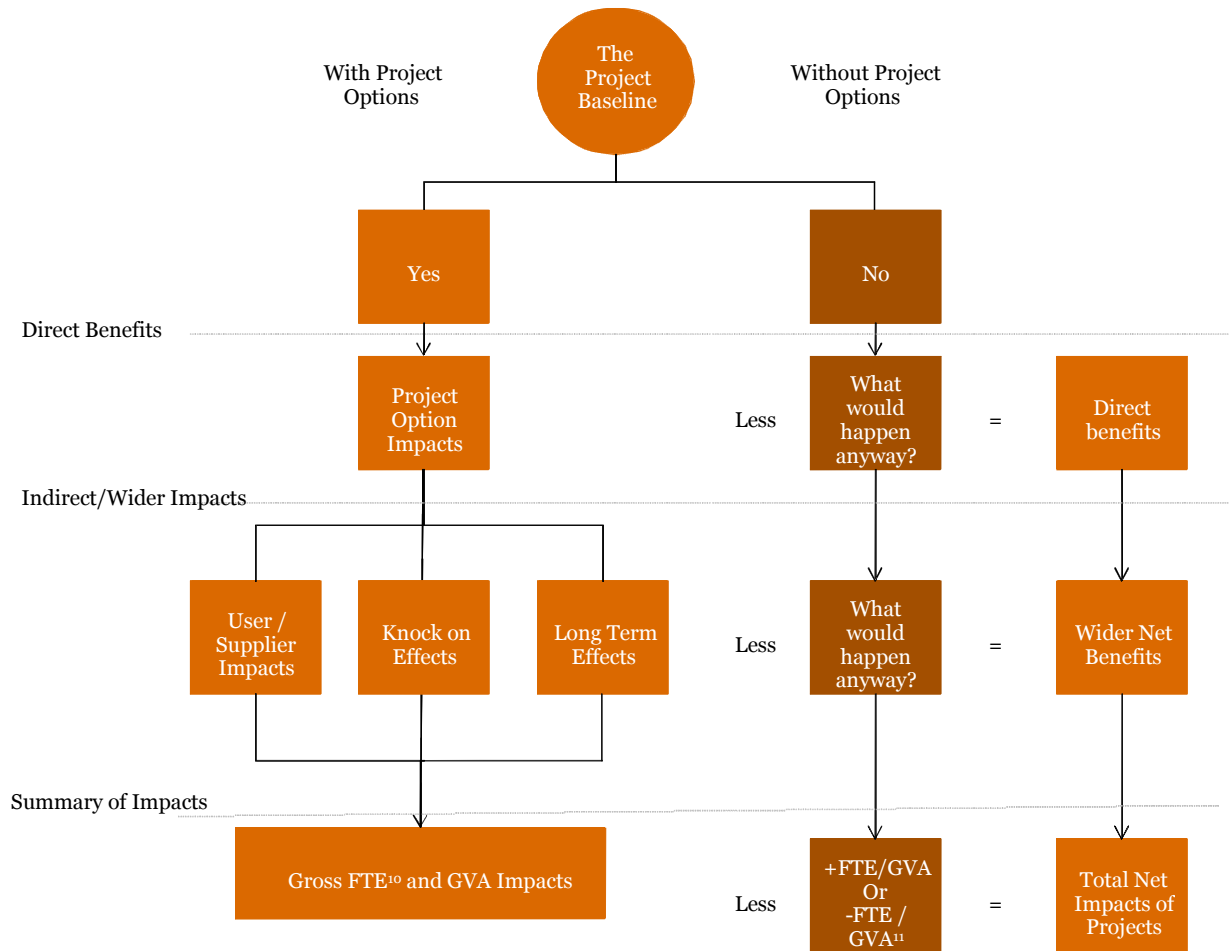 With Project
Options
The
Project
Baseline
Without Project
Options
Yes
No
Direct Benefits
Project
Option
Impacts
Less
What
would
happen
anyway?
=
Direct
benefits
Indirect/Wider Impacts
User /
Supplier
Impacts
Knock on
Effects
Long Term
Effects
Less
What
would
happen
anyway?
=
Wider Net
Benefits
Summary of Impacts
Gross FTE¹⁰ and GVA Impacts
Less
+FTE/GVA
Or
-FTE /
GVA¹¹
=
Total Net
Impacts of
Projects